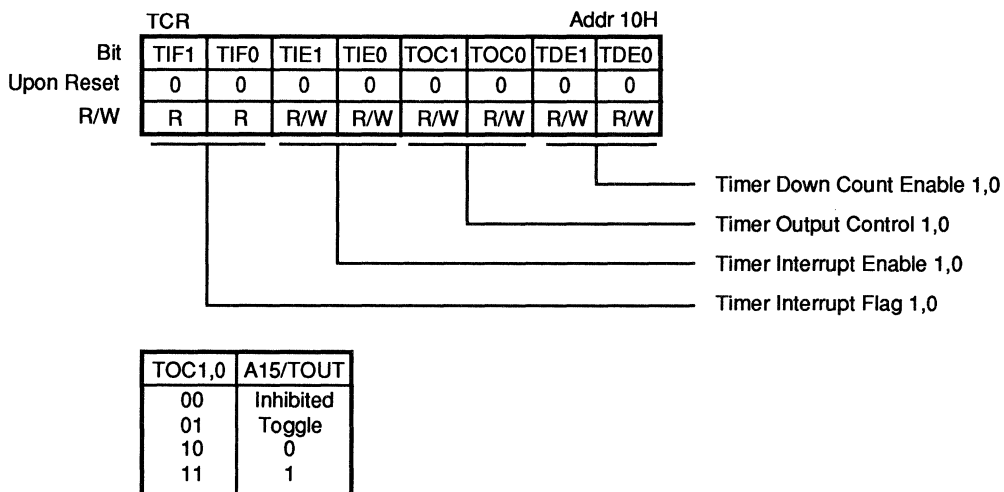 TCR Addr 10H
Bit TIF1 TIF0 TIE1 TIE0 TOC1 TOC0 TDE1 TDE0
Upon Reset 0 0 0 0 0 0 0 0
R/W R R R/W R/W R/W R/W R/W R/W
Timer Down Count Enable 1,0
Timer Output Control 1,0
Timer Interrupt Enable 1,0
Timer Interrupt Flag 1,0
TOC1,0 A15/TOUT
00 Inhibited
01 Toggle
10 0
11 1